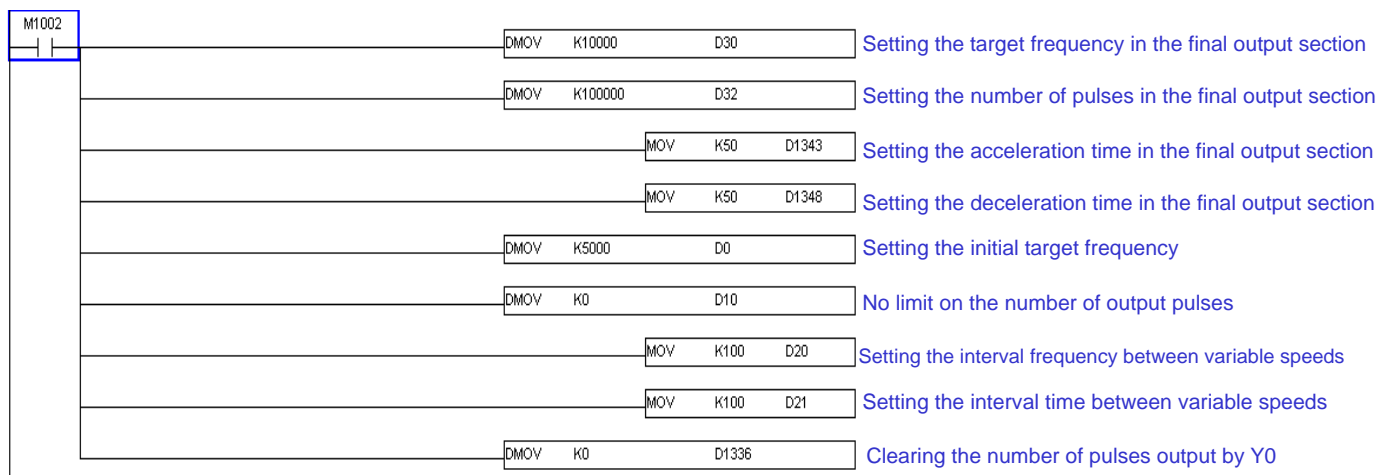 M1002
DMOV K10000 D30 Setting the target frequency in the final output section
DMOV K100000 D32 Setting the number of pulses in the final output section
MOV K50 D1343 Setting the acceleration time in the final output section
MOV K50 D1348 Setting the deceleration time in the final output section
DMOV K5000 D0 Setting the initial target frequency
DMOV K0 D10 No limit on the number of output pulses
MOV K100 D20 Setting the interval frequency between variable speeds
MOV K100 D21 Setting the interval time between variable speeds
DMOV K0 D1336 Clearing the number of pulses output by Y0